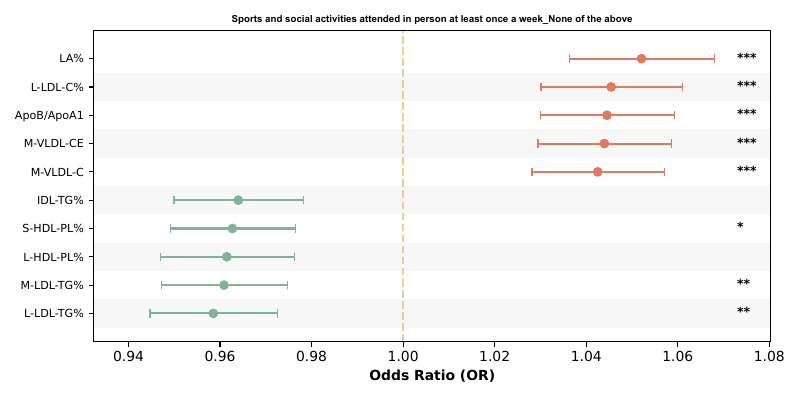 Sports and social activities attended in person at least once a week_None of the above
LA% ***
L-LDL-C% ***
ApoB/ApoA1 ***
M-VLDL-CE ***
M-VLDL-C ***
IDL-TG%
S-HDL-PL% *
L-HDL-PL%
M-LDL-TG% **
L-LDL-TG% **
0.94 0.96 0.98 1.00 1.02 1.04 1.06 1.08
Odds Ratio (OR)